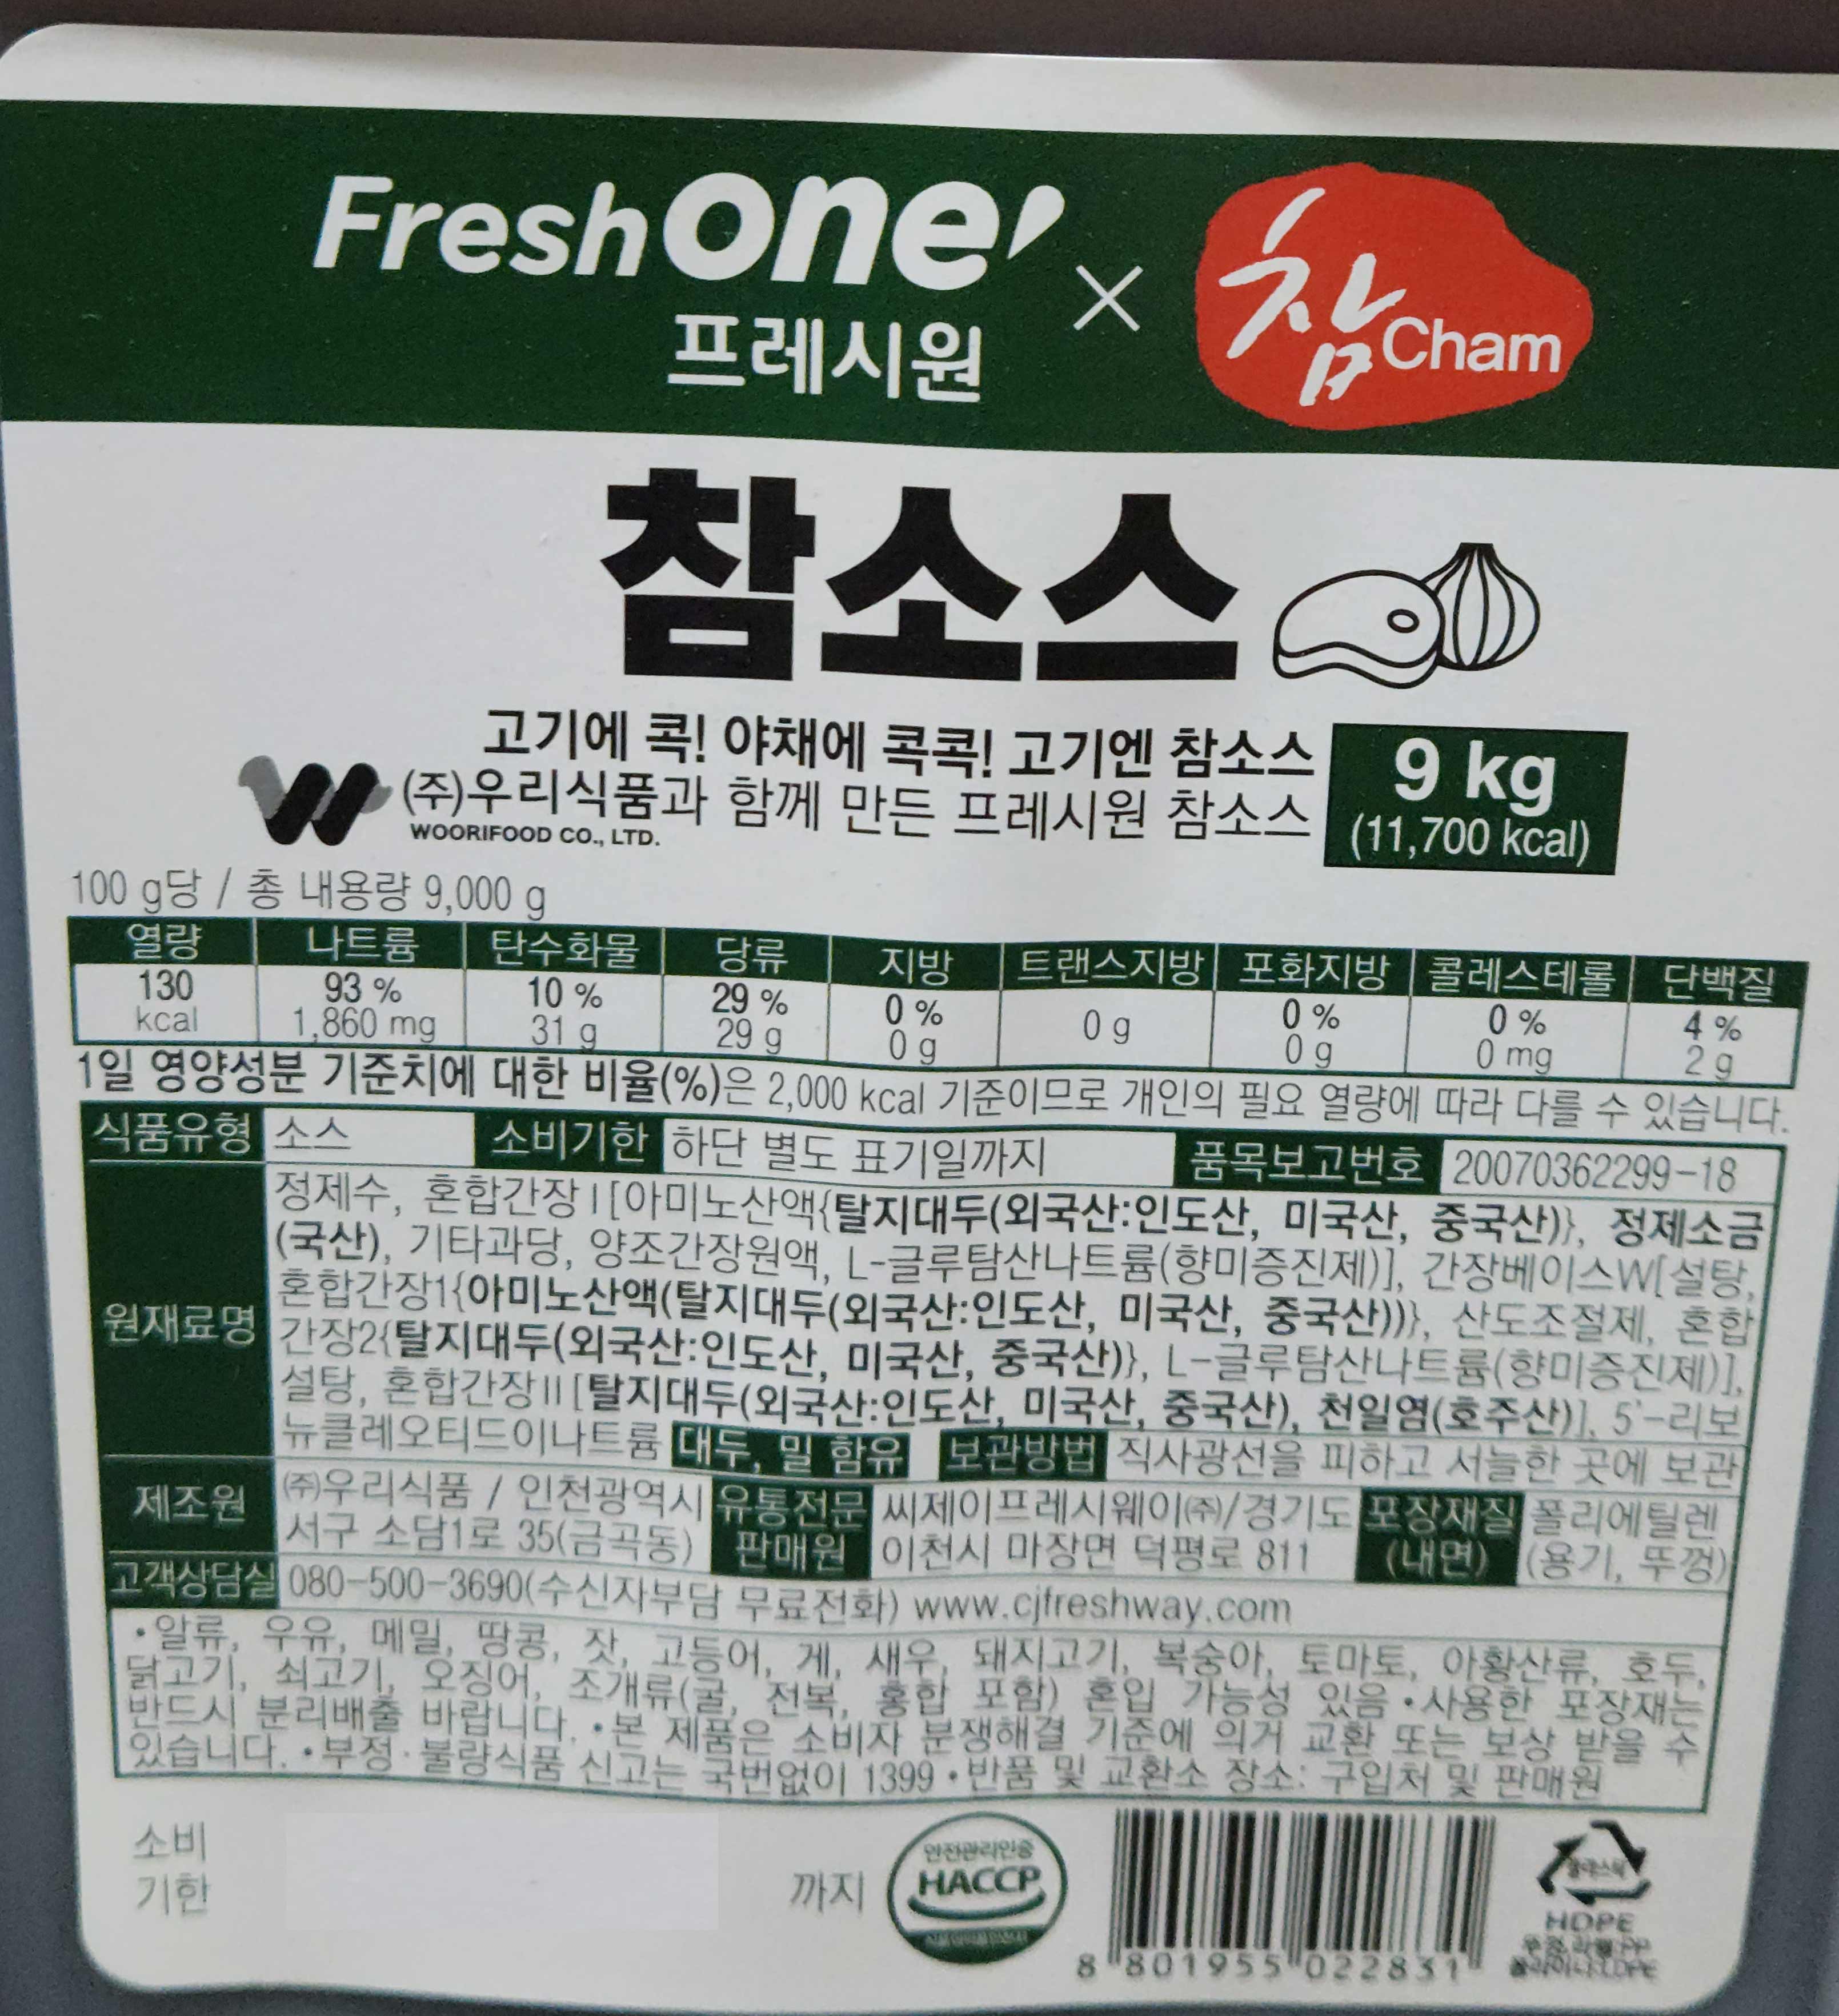 Fresh one
프레시원
×
참 Cham
참소스
고기에 콕! 야채에 콕콕! 고기엔 참소스
(주)우리식품과 함께 만든 프레시원 참소스
WOORIFOOD CO., LTD.
9 kg
(11,700 kcal)
100 g당 / 총 내용량 9,000 g
열량 나트륨 탄수화물 당류 지방 트랜스지방 포화지방 콜레스테롤 단백질
130 93 % 10 % 29 % 0 % 0 g 0 % 0 % 4 %
kcal 1,860 mg 31 g 29 g 0 g 0 g 0 mg 2 g
1일 영양성분 기준치에 대한 비율(%)은 2,000 kcal 기준이므로 개인의 필요 열량에 따라 다를 수 있습니다.
식품유형 소스 소비기한 하단 별도 표기일까지 품목보고번호 20070362299-18
원재료명
정제수, 혼합간장Ⅰ[아미노산액{탈지대두(외국산:인도산, 미국산, 중국산)}, 정제소금
(국산), 기타과당, 양조간장원액, L-글루탐산나트륨(향미증진제)], 간장베이스W[설탕,
혼합간장1{아미노산액(탈지대두(외국산:인도산, 미국산, 중국산))}, 산도조절제, 혼합
간장2{탈지대두(외국산:인도산, 미국산, 중국산)}, L-글루탐산나트륨(향미증진제)],
설탕, 혼합간장Ⅱ[탈지대두(외국산:인도산, 미국산, 중국산), 천일염(호주산)], 5'-리보
뉴클레오티드이나트륨 대두, 밀 함유 보관방법 직사광선을 피하고 서늘한 곳에 보관
제조원 ㈜우리식품 / 인천광역시
서구 소담1로 35(금곡동)
유통전문
판매원
씨제이프레시웨이㈜/경기도
이천시 마장면 덕평로 811
포장재질
(내면)
폴리에틸렌
(용기, 뚜껑)
고객상담실 080-500-3690(수신자부담 무료전화) www.cjfreshway.com
•알류, 우유, 메밀, 땅콩, 잣, 고등어, 게, 새우, 돼지고기, 복숭아, 토마토, 아황산류, 호두,
닭고기, 쇠고기, 오징어, 조개류(굴, 전복, 홍합 포함) 혼입 가능성 있음 •사용한 포장재는
반드시 분리배출 바랍니다. •본 제품은 소비자 분쟁해결 기준에 의거 교환 또는 보상 받을 수
있습니다. •부정·불량식품 신고는 국번없이 1399 •반품 및 교환소 장소: 구입처 및 판매원
소비
기한
까지
안전관리인증
HACCP
8 801955 022831
플라스틱
HDPE